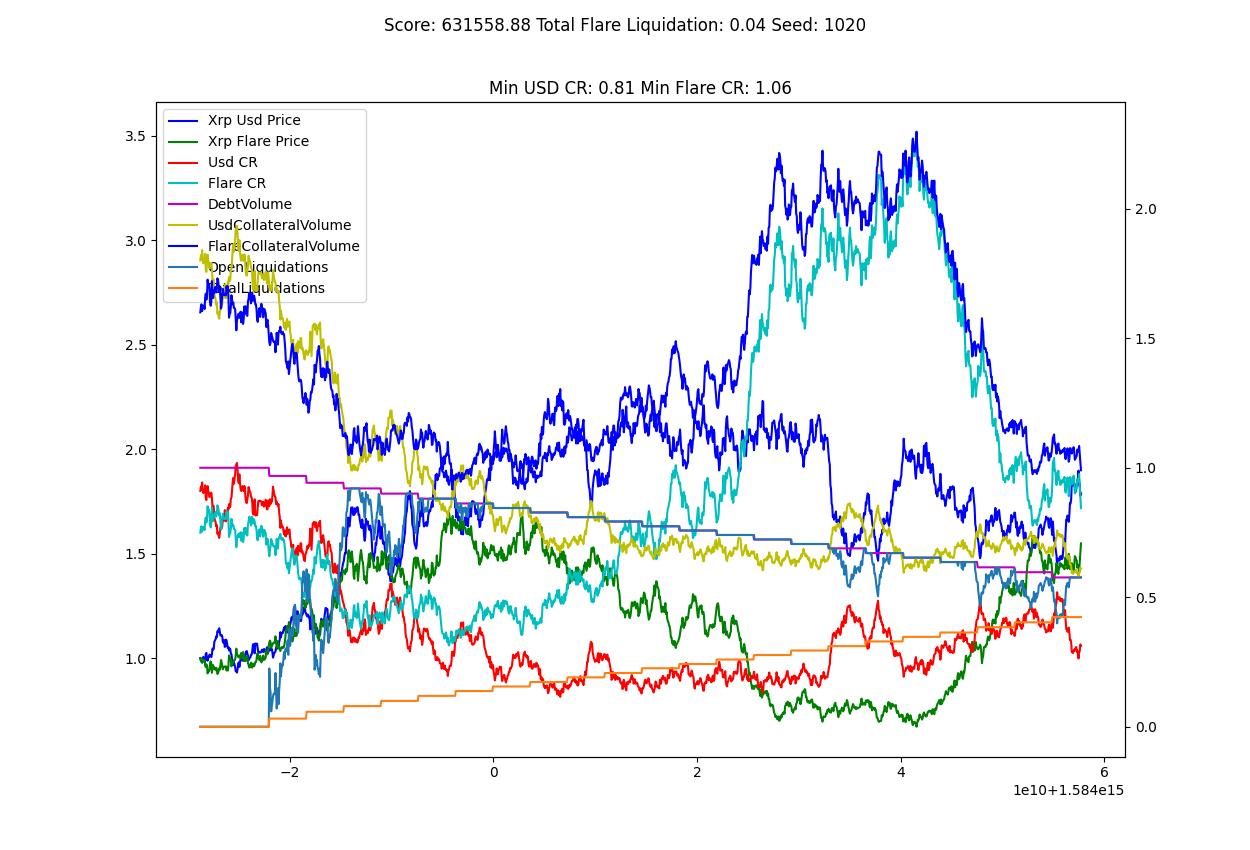 Score: 631558.88 Total Flare Liquidation: 0.04 Seed: 1020
Min USD CR: 0.81 Min Flare CR: 1.06
Xrp Usd Price
Xrp Flare Price
Usd CR
Flare CR
DebtVolume
UsdCollateralVolume
FlareCollateralVolume
OpenLiquidations
TotalLiquidations
3.5
3.0
2.5
2.0
1.5
1.0
2.0
1.5
1.0
0.5
0.0
−2
0
2
4
6
1e10+1.584e15